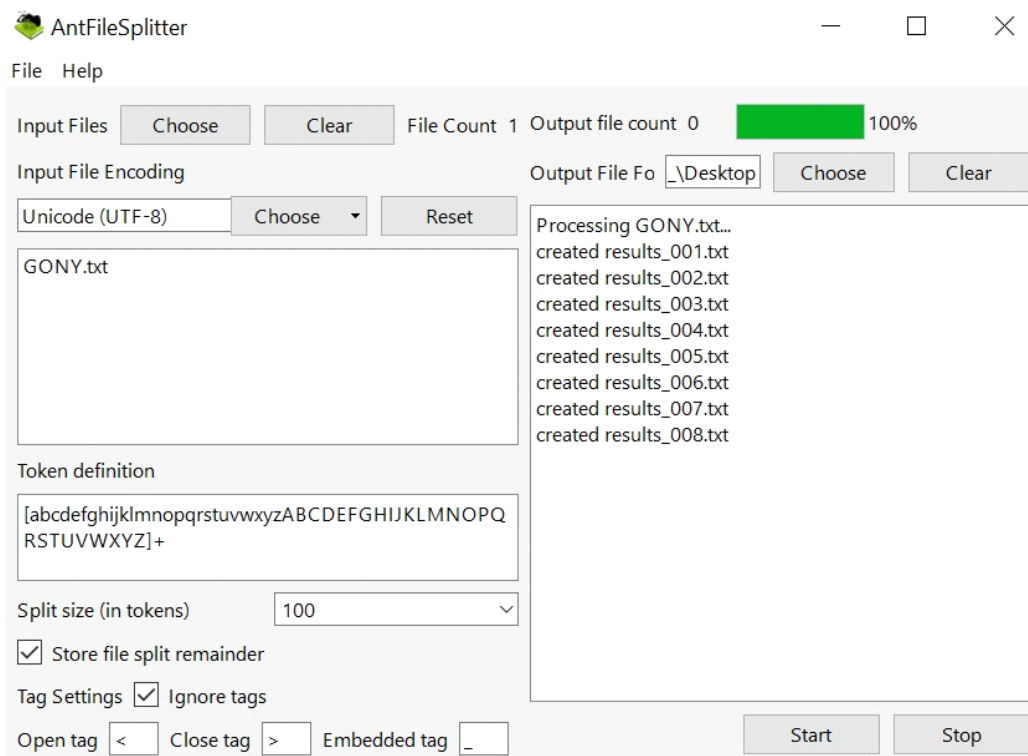 AntFileSplitter
File Help
Input Files Choose Clear File Count 1
Input File Encoding
Unicode (UTF-8) Choose Reset
GONY.txt
Token definition
[abcdefghijklmnopqrstuvwxyzABCDEFGHIJKLMNOPQ
RSTUVWXYZ]+
Split size (in tokens) 100
Store file split remainder
Tag Settings Ignore tags
Open tag < Close tag > Embedded tag _
Output file count 0 100%
Output File Fo _\Desktop Choose Clear
Processing GONY.txt...
created results_001.txt
created results_002.txt
created results_003.txt
created results_004.txt
created results_005.txt
created results_006.txt
created results_007.txt
created results_008.txt
Start Stop